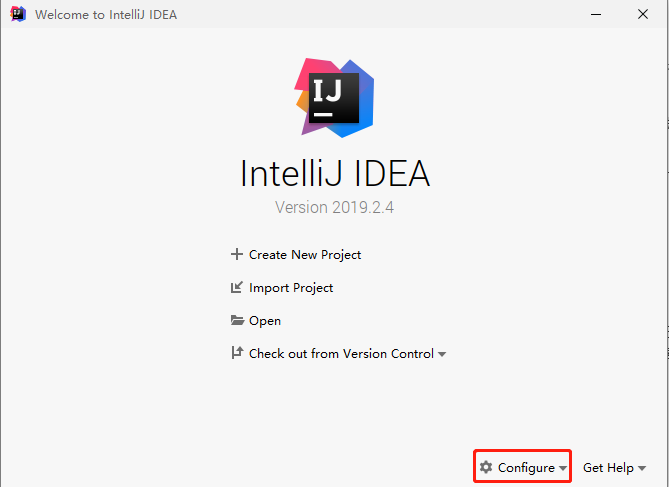 Welcome to IntelliJ IDEA
IJ
IntelliJ IDEA
Version 2019.2.4
Create New Project
Import Project
Open
Check out from Version Control
Configure
Get Help